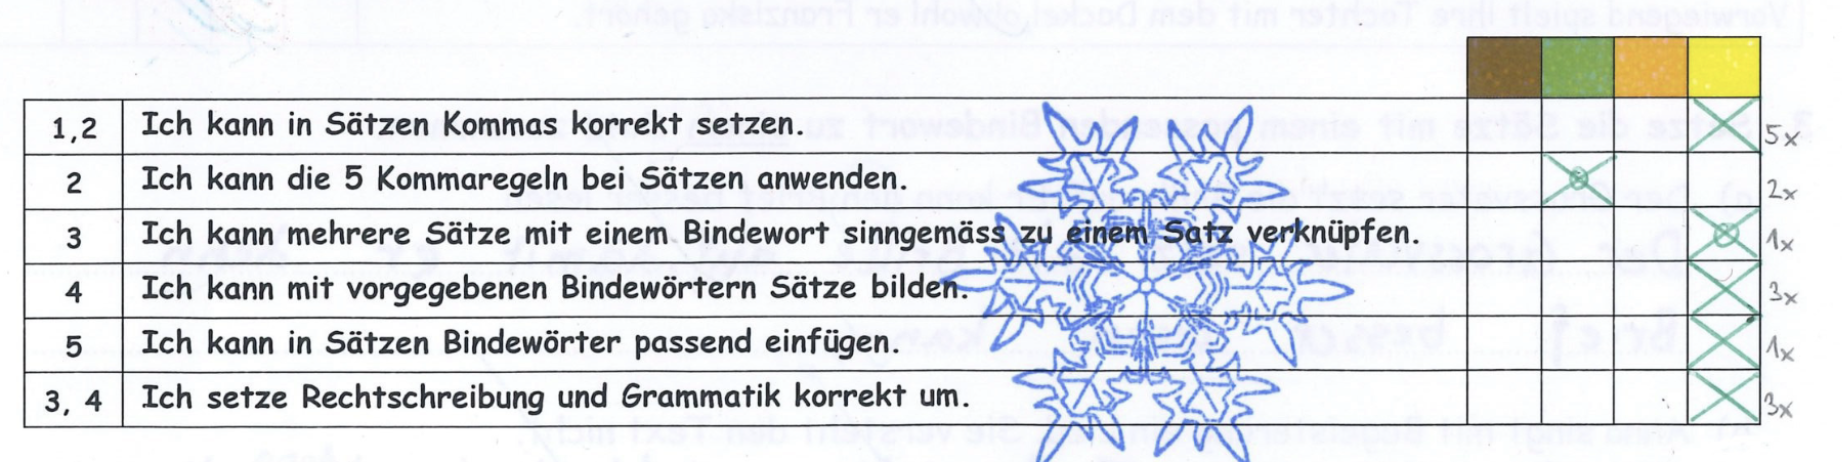 1,2 Ich kann in Sätzen Kommas korrekt setzen. 5x
2 Ich kann die 5 Kommaregeln bei Sätzen anwenden. 2x
3 Ich kann mehrere Sätze mit einem Bindewort sinngemäss zu einem Satz verknüpfen. 1x
4 Ich kann mit vorgegebenen Bindewörtern Sätze bilden. 3x
5 Ich kann in Sätzen Bindewörter passend einfügen. 1x
3, 4 Ich setze Rechtschreibung und Grammatik korrekt um. 3x